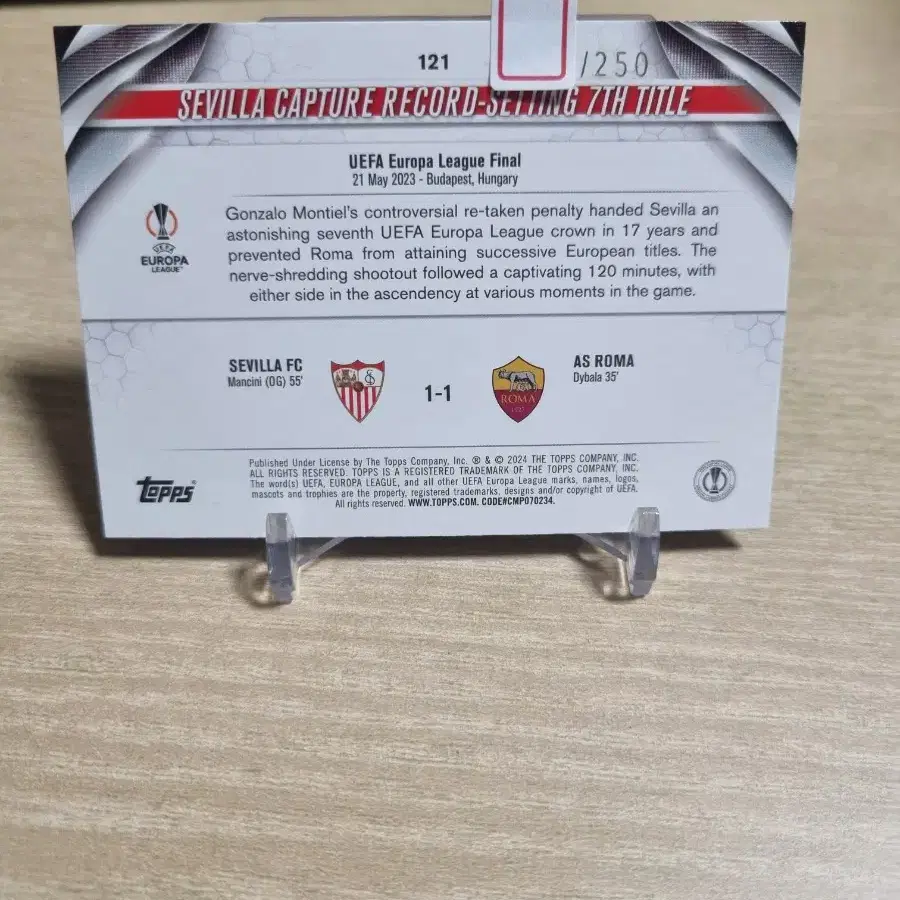 121
/250
SEVILLA CAPTURE RECORD-SETTING 7TH TITLE
UEFA Europa League Final
21 May 2023 - Budapest, Hungary
Gonzalo Montiel's controversial re-taken penalty handed Sevilla an
astonishing seventh UEFA Europa League crown in 17 years and
prevented Roma from attaining successive European titles. The
nerve-shredding shootout followed a captivating 120 minutes, with
either side in the ascendency at various moments in the game.
UEFA
EUROPA
LEAGUE™
SEVILLA FC
Mancini (OG) 55'
1-1
AS ROMA
Dybala 35'
ROMA
1927
Published Under License by The Topps Company, Inc. ® & © 2024 THE TOPPS COMPANY, INC.
ALL RIGHTS RESERVED. TOPPS IS A REGISTERED TRADEMARK OF THE TOPPS COMPANY, INC.
The word(s) UEFA, EUROPA LEAGUE, and all other UEFA Europa League marks, names, logos,
mascots and trophies are the property, registered trademarks, designs and/or copyright of UEFA.
All rights reserved. WWW.TOPPS.COM. CODE#CMP070234.
topps